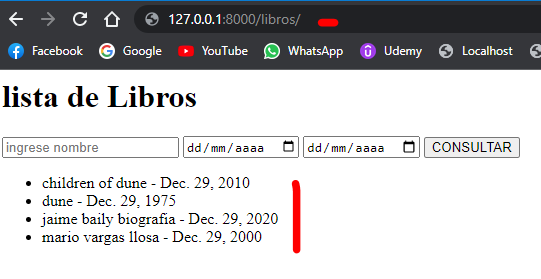 127.0.0.1:8000/libros/
Facebook Google YouTube WhatsApp Udemy Localhost
lista de Libros
ingrese nombre dd/mm/aaaa dd/mm/aaaa CONSULTAR
children of dune - Dec. 29, 2010
dune - Dec. 29, 1975
jaime baily biografia - Dec. 29, 2020
mario vargas llosa - Dec. 29, 2000